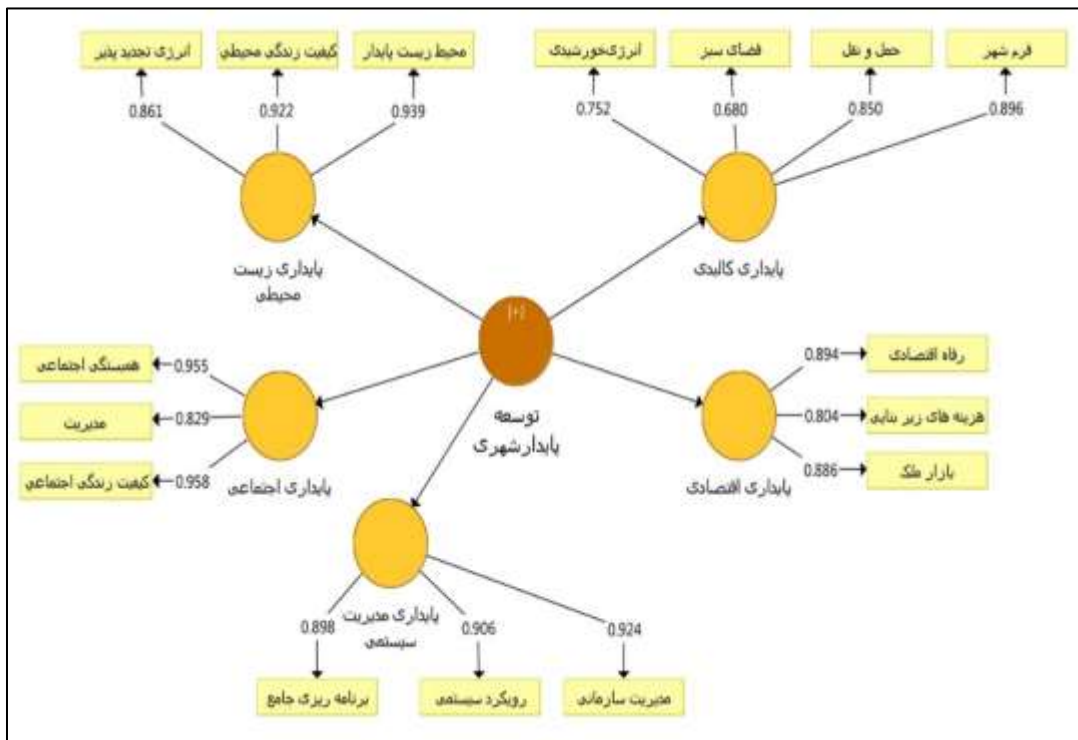 فرم شهر
حمل و نقل
فضای سبز
انرژی‌خورشیدی
محیط زیست پایدار
کیفیت زندگی محیطی
انرژی تجدید پذیر
0.896
0.850
0.680
0.752
0.939
0.922
0.861
پایداری کالبدی
پایداری زیست
محیطی
[+]
توسعه
پایدارشهری
رفاه اقتصادی
0.894
هزینه های زیر بنایی
0.804
بازار ملک
0.886
پایداری اقتصادی
همبستگی اجتماعی
0.955
مدیریت
0.829
کیفیت زندگی اجتماعی
0.958
پایداری اجتماعی
پایداری مدیریت
سیستمی
0.924
0.906
0.898
مدیریت سازمانی
رویکرد سیستمی
برنامه ریزی جامع